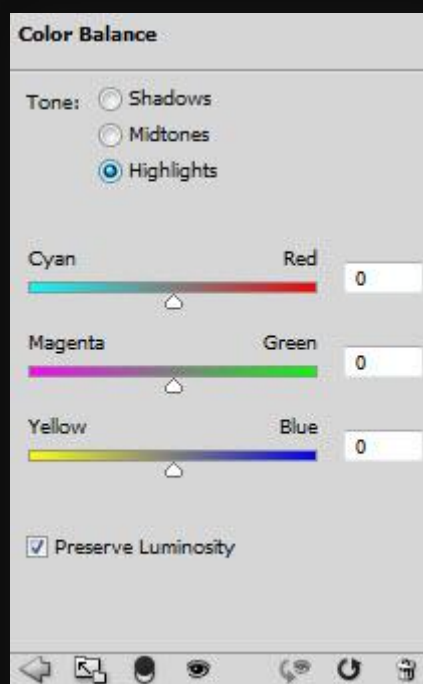 Color Balance
Tone: Shadows
Midtones
Highlights
Cyan Red 0
Magenta Green 0
Yellow Blue 0
Preserve Luminosity